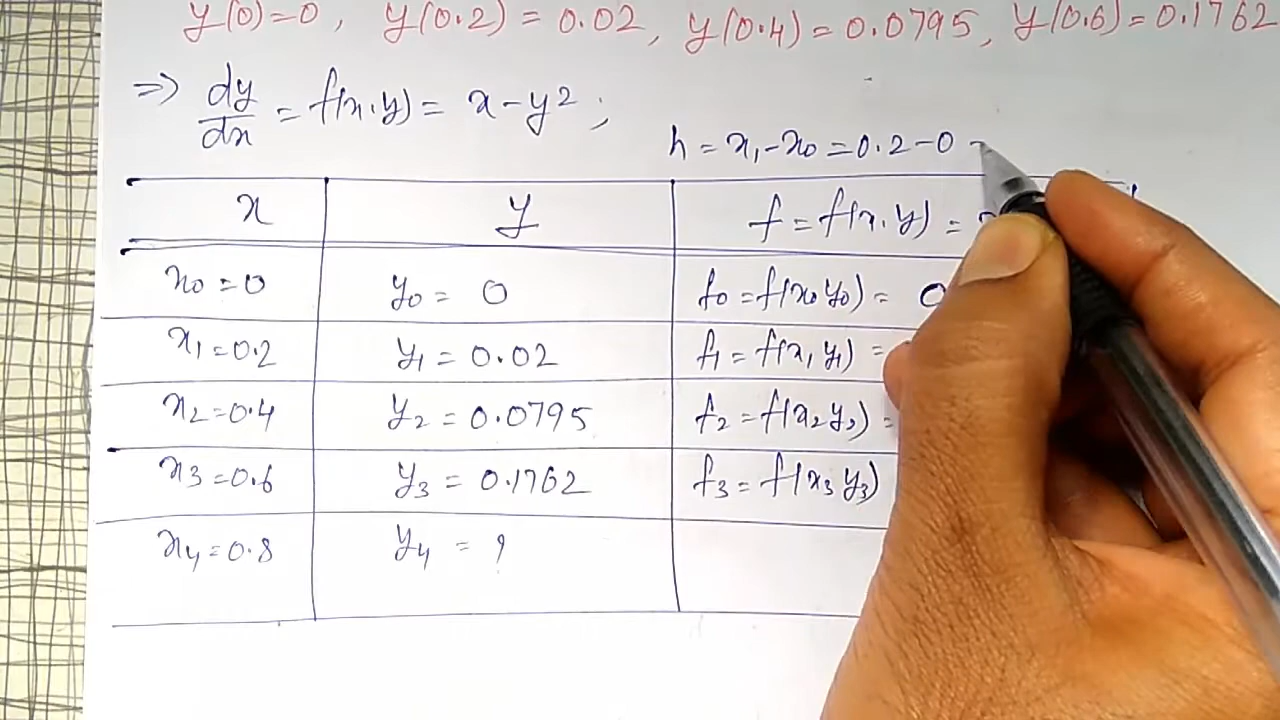 y(0)=0, y(0.2) = 0.02, y(0.4) = 0.0795, y(0.6) = 0.1762
⇒ dy/dx = f(x,y) = x - y² ;
h = x₁-x₀ = 0.2-0
x y f = f(x,y) =
x₀ = 0 y₀ = 0 f₀ = f(x₀ y₀) = 0
x₁ = 0.2 y₁ = 0.02 f₁ = f(x₁ y₁) =
x₂ = 0.4 y₂ = 0.0795 f₂ = f(x₂ y₂) =
x₃ = 0.6 y₃ = 0.1762 f₃ = f(x₃ y₃)
x₄ = 0.8 y₄ = ?